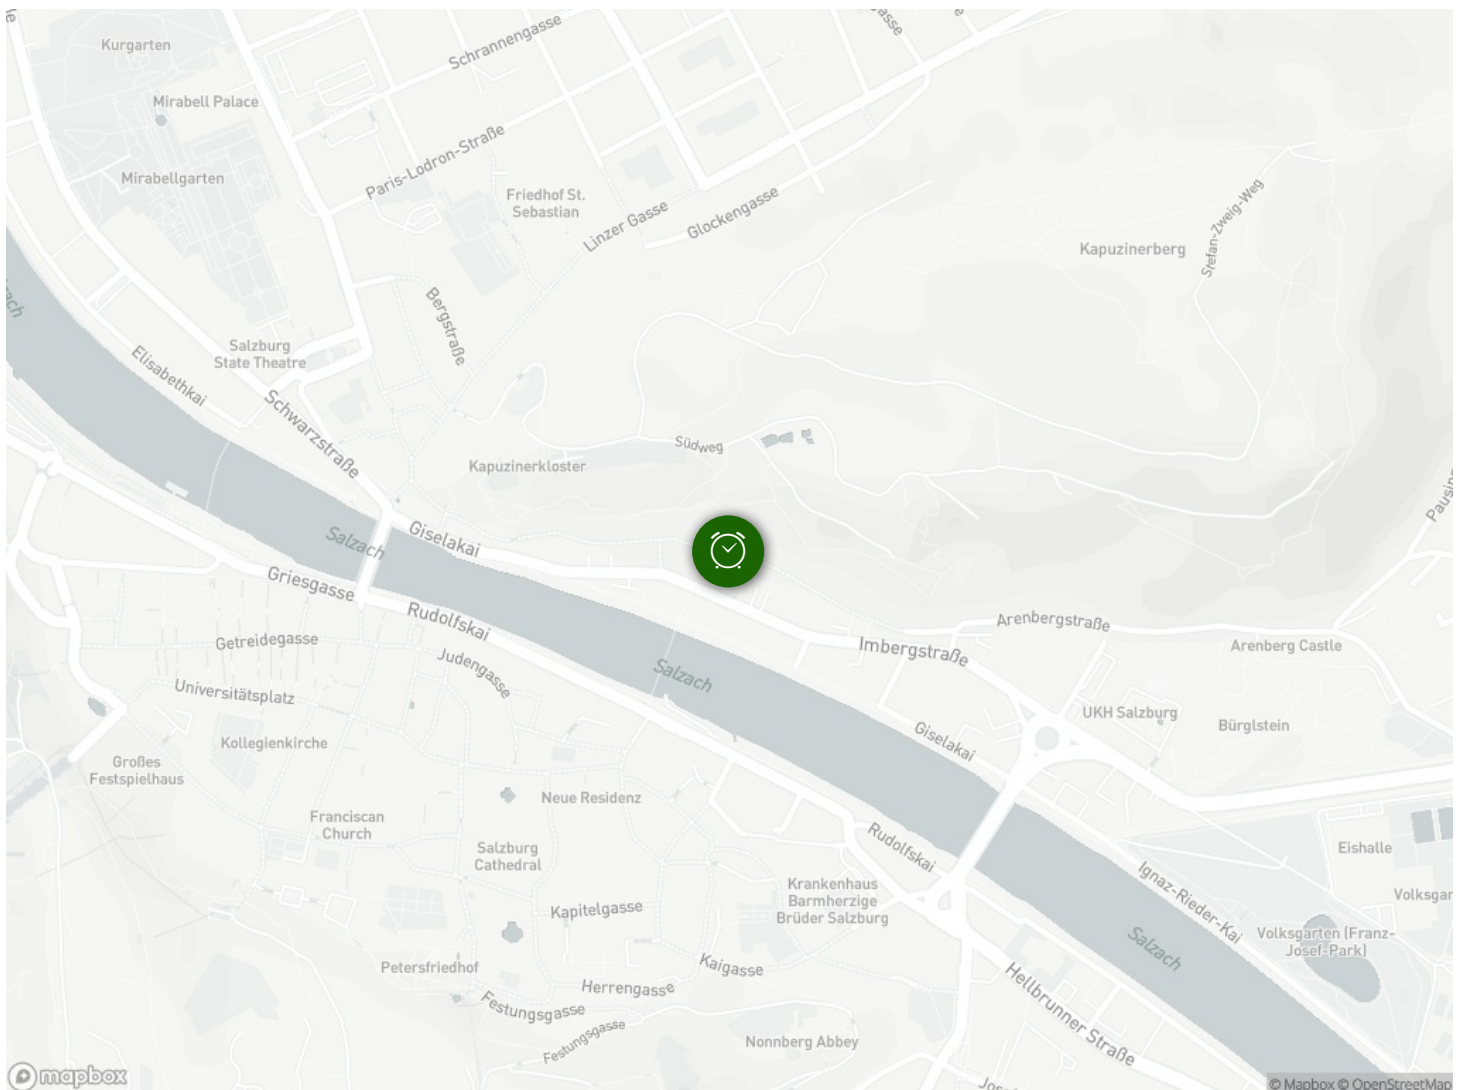 Kurgarten
Schrannengasse
Mirabell Palace
Paris-Lodron-Straße
Mirabellgarten
Friedhof St.
Sebastian
Linzer Gasse
Glockengasse
Stefan-Zweig-Weg
Kapuzinerberg
Bergstraße
Salzburg
State Theatre
Elisabethkai
Schwarzstraße
Südweg
Kapuzinerkloster
Giselakai
Salzach
Griesgasse
Rudolfskai
Arenbergstraße
Imbergstraße
Arenberg Castle
Getreidegasse
Judengasse
Salzach
Universitätsplatz
UKH Salzburg
Bürglstein
Giselakai
Kollegienkirche
Großes
Festspielhaus
Neue Residenz
Franciscan
Church
Salzburg
Cathedral
Rudolfskai
Eishalle
Ignaz-Rieder-Kai
Krankenhaus
Barmherzige
Brüder Salzburg
Kapitelgasse
Volksgarten (Franz-
Josef-Park)
Salzach
Petersfriedhof
Kaigasse
Herrengasse
Festungsgasse
Hellbrunner Straße
Festungsgasse
Nonnberg Abbey
mapbox
© Mapbox © OpenStreetMap